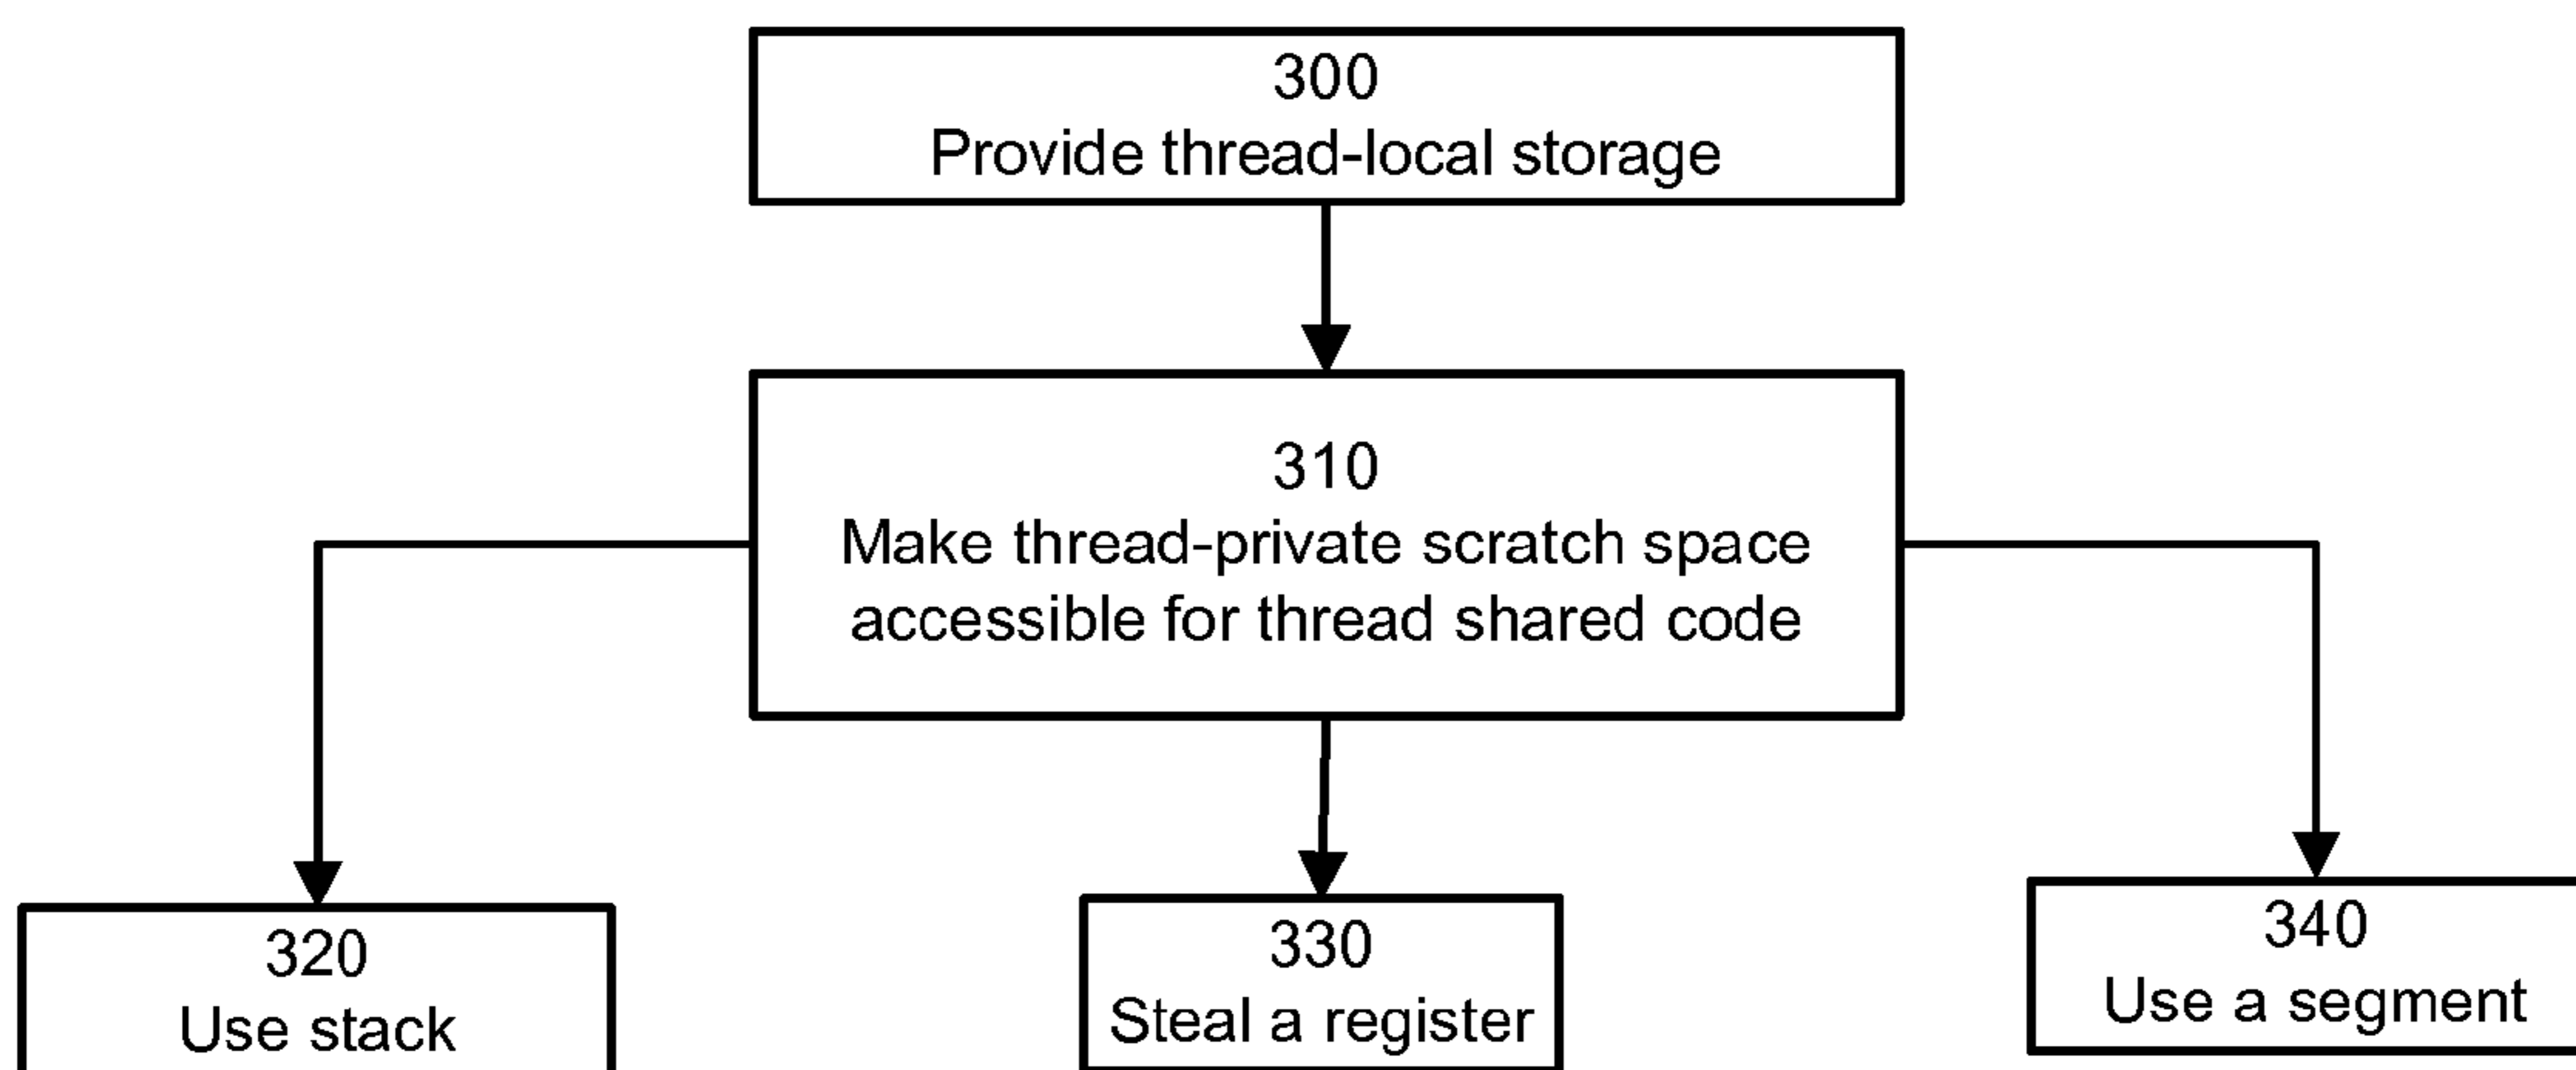 300
Provide thread-local storage
310
Make thread-private scratch space
accessible for thread shared code
320
Use stack
330
Steal a register
340
Use a segment